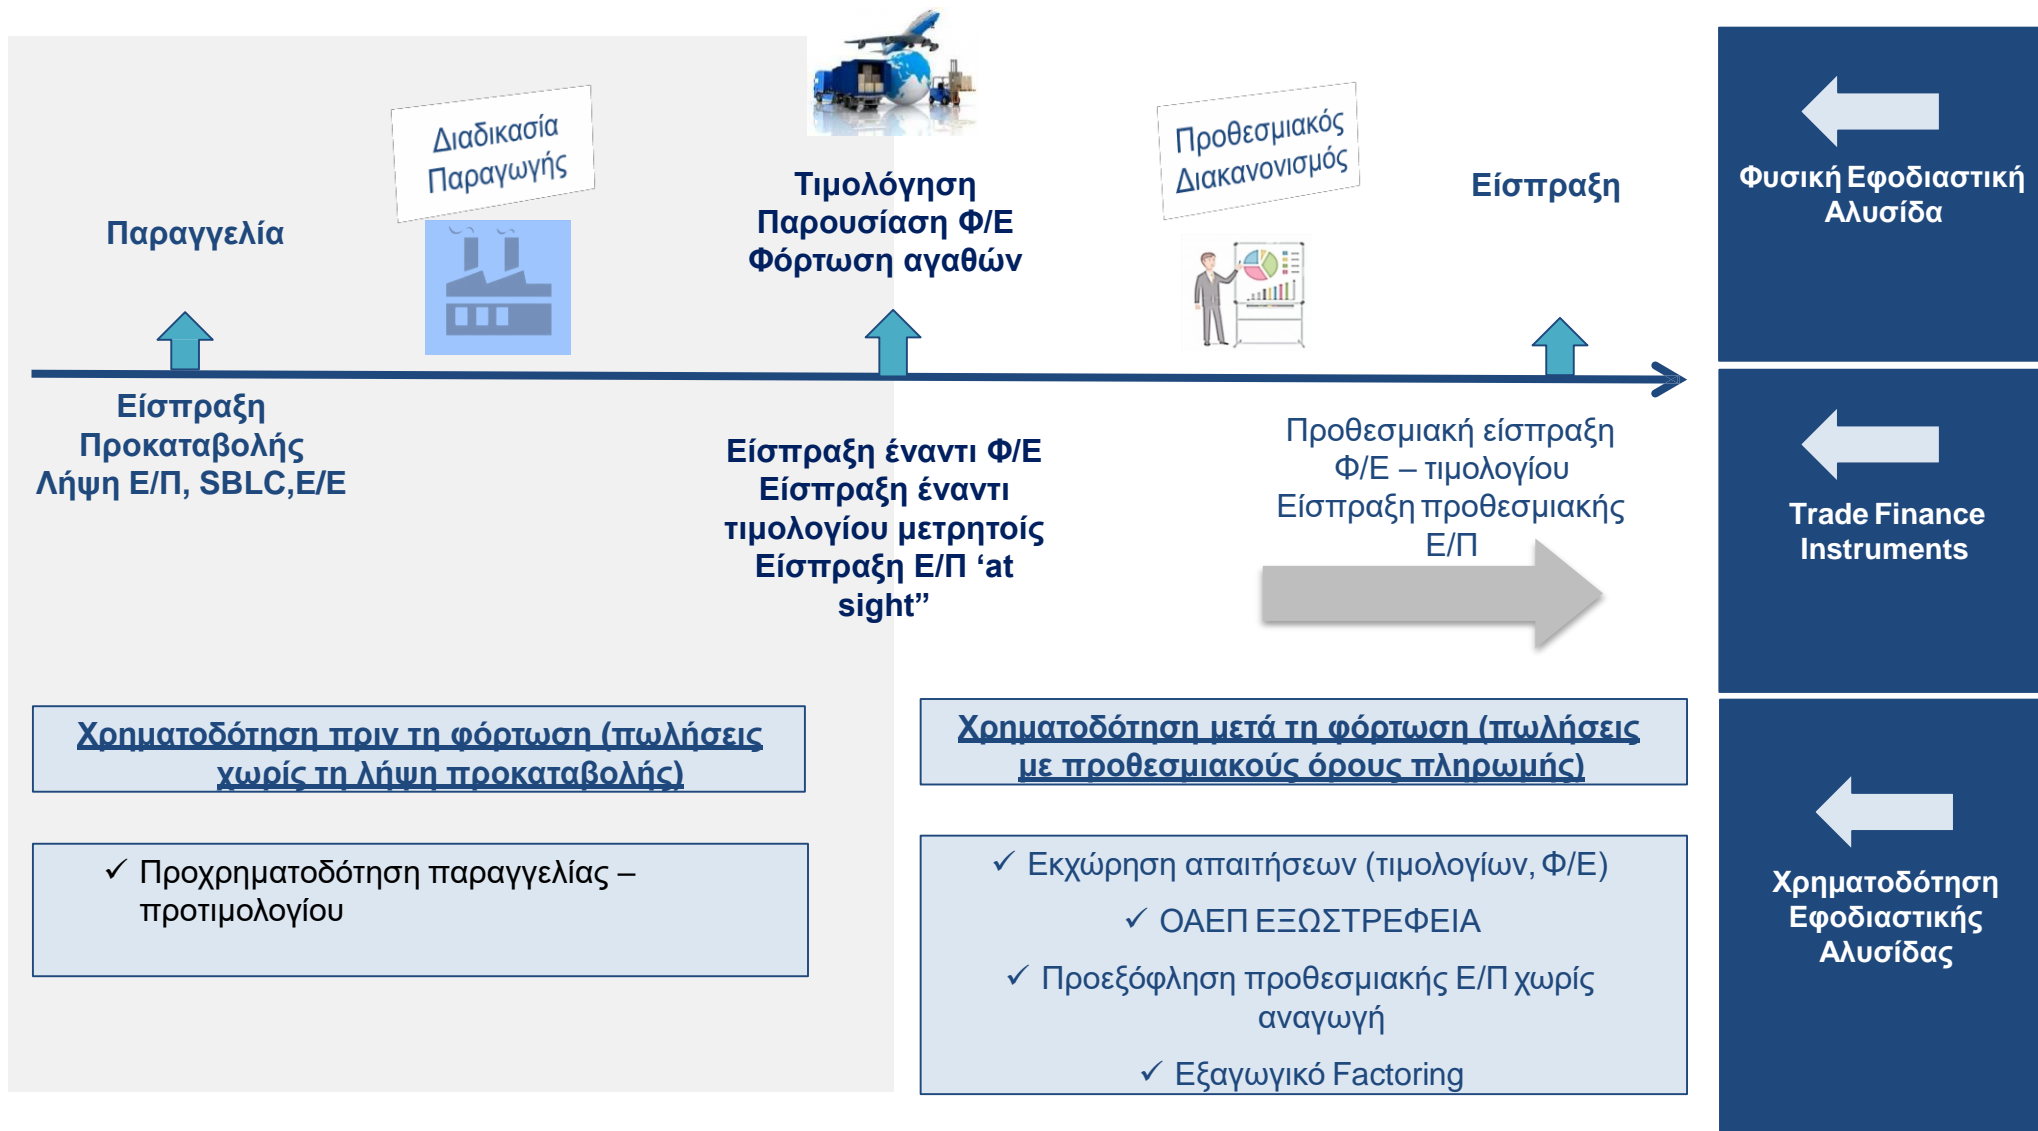 Διαδικασία
Παραγωγής
Προθεσμιακός
Διακανονισμός
Παραγγελία
Τιμολόγηση
Παρουσίαση Φ/Ε
Φόρτωση αγαθών
Είσπραξη
Φυσική Εφοδιαστική
Αλυσίδα
Είσπραξη
Προκαταβολής
Λήψη Ε/Π, SBLC,Ε/Ε
Είσπραξη έναντι Φ/Ε
Είσπραξη έναντι
τιμολογίου μετρητοίς
Είσπραξη Ε/Π ‘at
sight”
Προθεσμιακή είσπραξη
Φ/Ε – τιμολογίου
Είσπραξη προθεσμιακής
Ε/Π
Trade Finance
Instruments
Χρηματοδότηση πριν τη φόρτωση (πωλήσεις
χωρίς τη λήψη προκαταβολής)
Χρηματοδότηση μετά τη φόρτωση (πωλήσεις
με προθεσμιακούς όρους πληρωμής)
✓ Προχρηματοδότηση παραγγελίας –
προτιμολογίου
✓ Εκχώρηση απαιτήσεων (τιμολογίων, Φ/Ε)
✓ ΟΑΕΠ ΕΞΩΣΤΡΕΦΕΙΑ
✓ Προεξόφληση προθεσμιακής Ε/Π χωρίς
αναγωγή
✓ Εξαγωγικό Factoring
Χρηματοδότηση
Εφοδιαστικής
Αλυσίδας